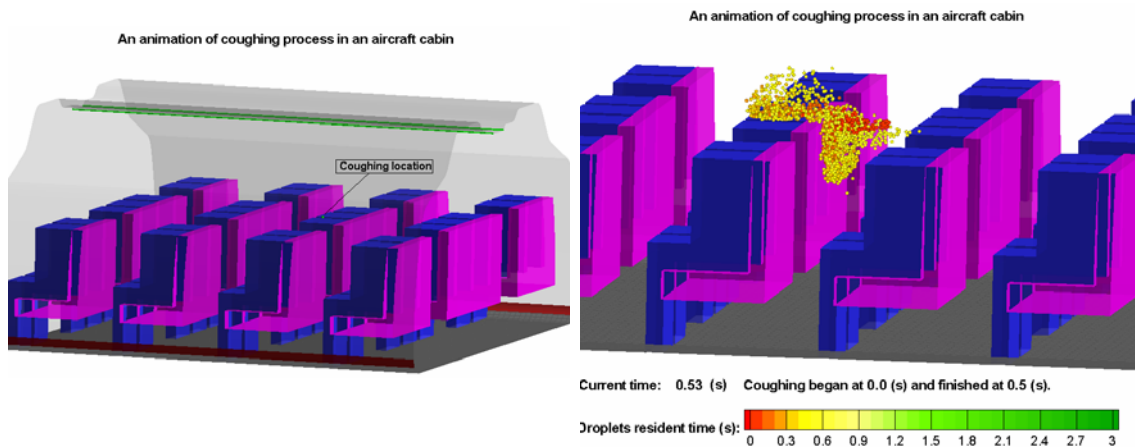 An animation of coughing process in an aircraft cabin
Coughing location
An animation of coughing process in an aircraft cabin
Current time: 0.53 (s) Coughing began at 0.0 (s) and finished at 0.5 (s).
Droplets resident time (s):
0 0.3 0.6 0.9 1.2 1.5 1.8 2.1 2.4 2.7 3